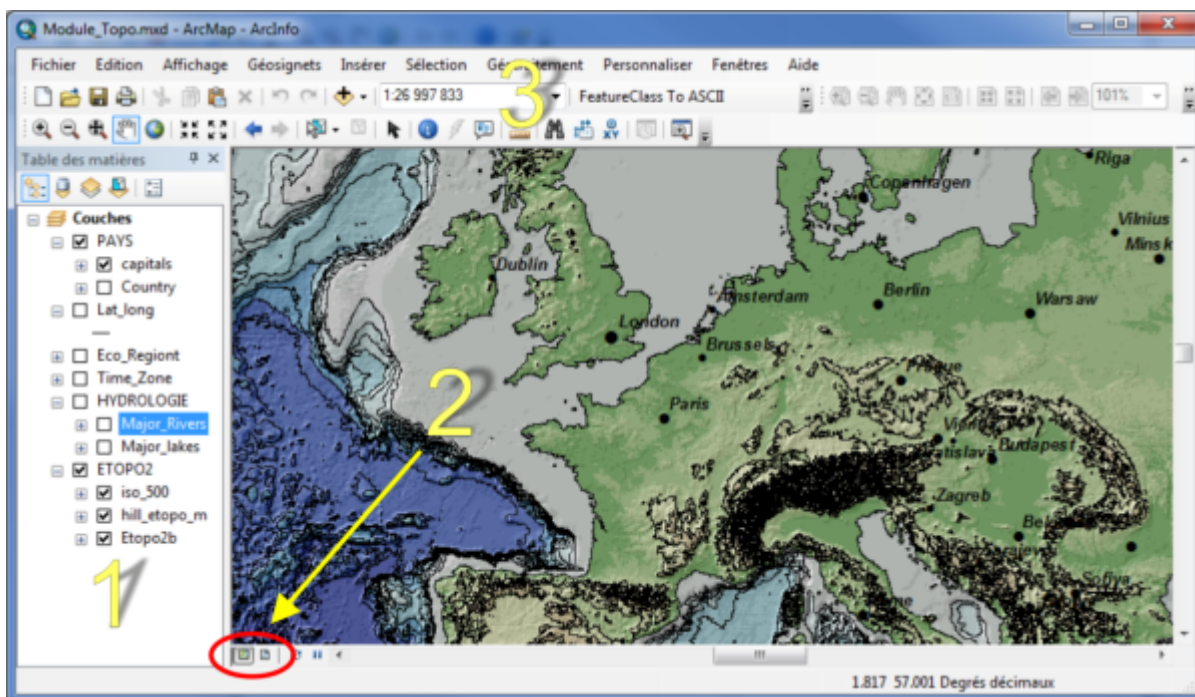 Module_Topo.mxd - ArcMap - ArcInfo
Fichier Edition Affichage Géosignets Insérer Sélection Personnaliser Fenêtres Aide
1:26 997 833 FeatureClass To ASCII 101%
3
Table des matières
Couches
PAYS
capitals
Country
Lat_long
Eco_Regiont
Time_Zone
HYDROLOGIE
Major_Rivers
Major_lakes
ETOPO2
iso_500
hill_etopo_m
Etopo2b
1
Riga
Copenhagen
Vilnius
Minsk
Dublin
Amsterdam
Berlin
Warsaw
London
Brussels
Prague
2
Paris
Budapest
Zagreb
Sofiya
1.817 57.001 Degrés décimaux